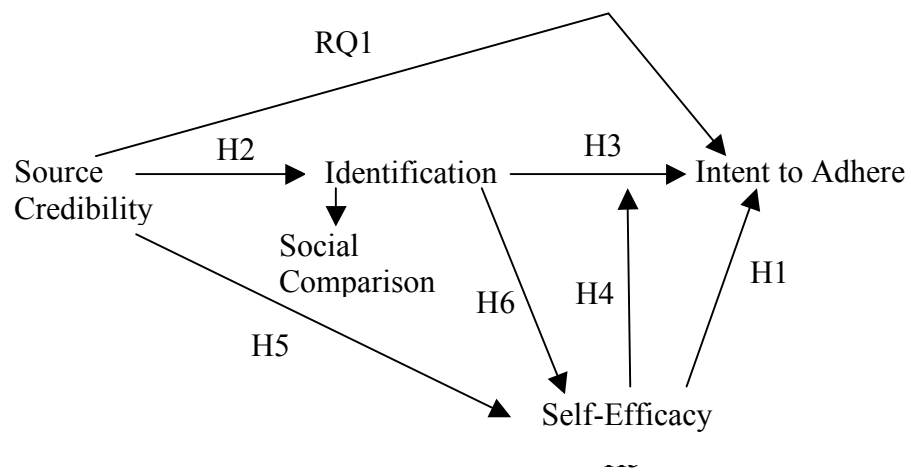 RQ1
H2
H3
Source
Credibility
Identification
Intent to Adhere
Social
Comparison
H6
H4
H1
H5
Self-Efficacy